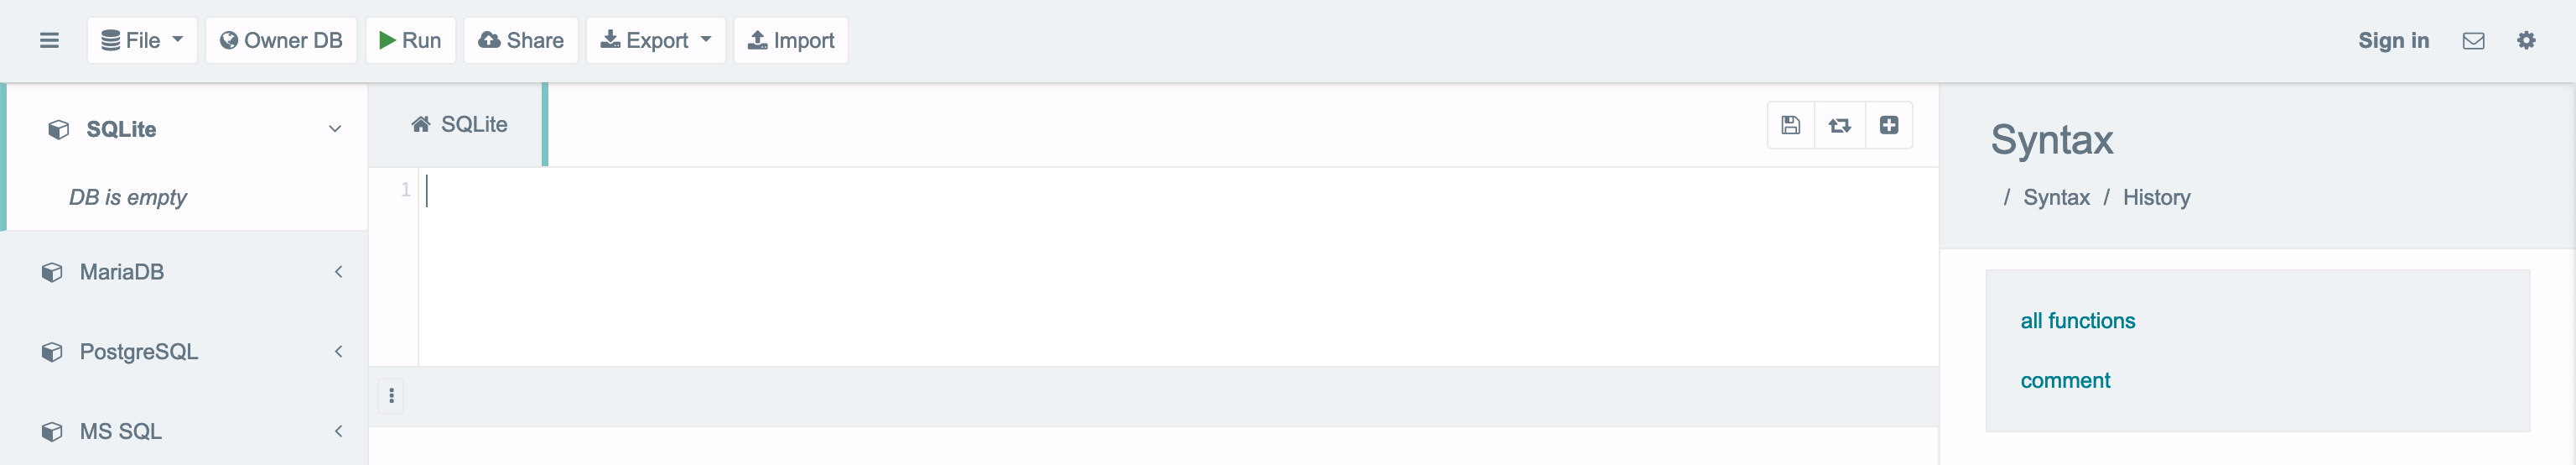 File Owner DB Run Share Export Import Sign in
SQLite
DB is empty
MariaDB
PostgreSQL
MS SQL
SQLite
1
Syntax
/ Syntax / History
all functions
comment